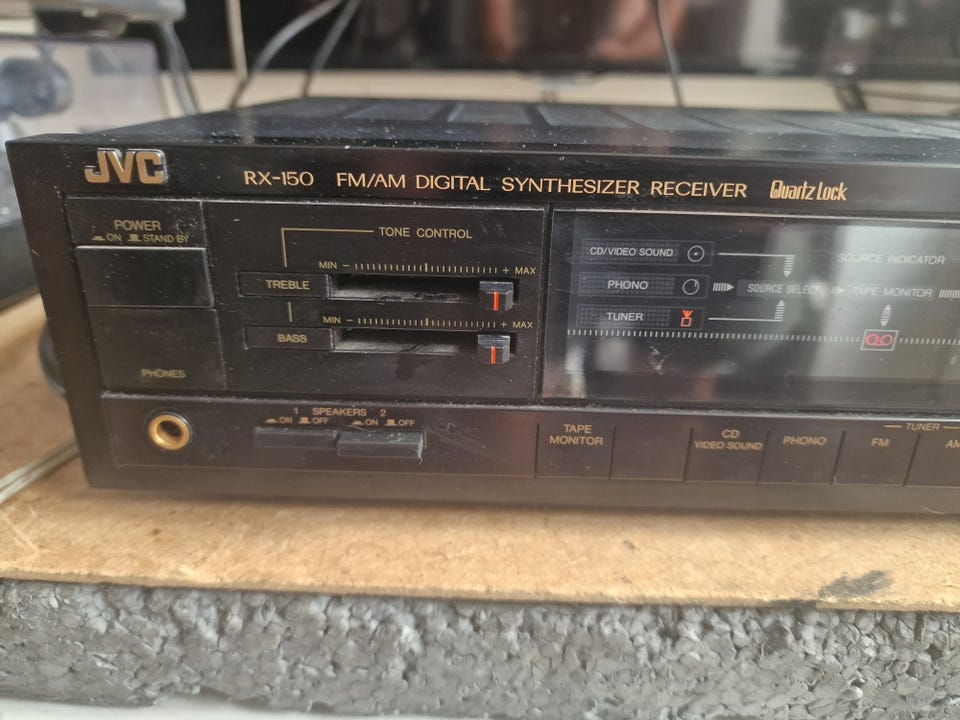 JVC
RX-150 FM/AM DIGITAL SYNTHESIZER RECEIVER Quartz Lock
POWER
ON STAND BY
TONE CONTROL
MIN – + MAX
TREBLE
MIN – + MAX
BASS
PHONES
CD/VIDEO SOUND
PHONO
TUNER
SOURCE SELECT
SOURCE INDICATOR
TAPE MONITOR
1 SPEAKERS 2
ON OFF ON OFF
TAPE
MONITOR
CD
VIDEO SOUND
PHONO
TUNER
FM
AM